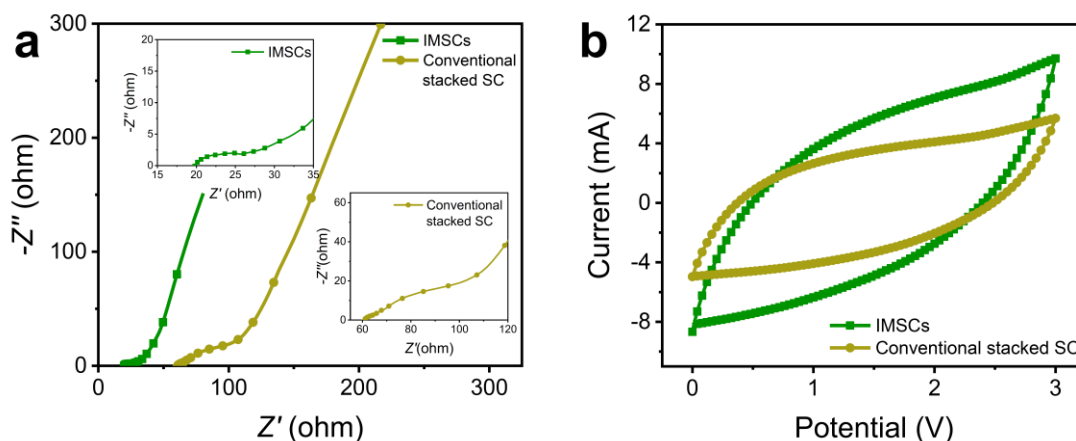 a
300
200
100
0
-Z" (ohm)
0
100
200
300
Z' (ohm)
IMSCs
Conventional
stacked SC
20
15
10
5
0
-Z" (ohm)
15
20
25
30
35
Z' (ohm)
IMSCs
60
40
20
0
-Z"(ohm)
60
80
100
120
Z'(ohm)
Conventional
stacked SC
b
12
8
4
0
-4
-8
Current (mA)
0
1
2
3
Potential (V)
IMSCs
Conventional stacked SC